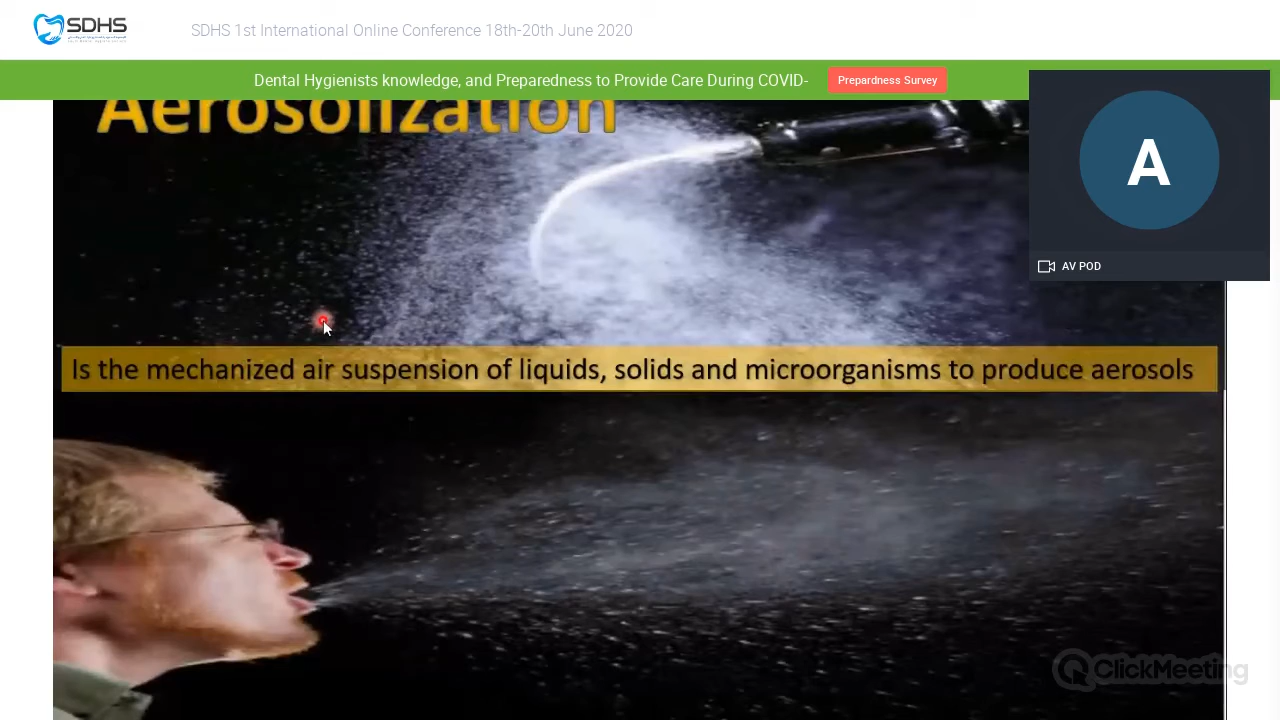 SDHS
SDHS 1st International Online Conference 18th-20th June 2020
Dental Hygienists knowledge, and Preparedness to Provide Care During COVID-
Prepardness Survey
Aerosolization
A
AV POD
Is the mechanized air suspension of liquids, solids and microorganisms to produce aerosols
ClickMeeting